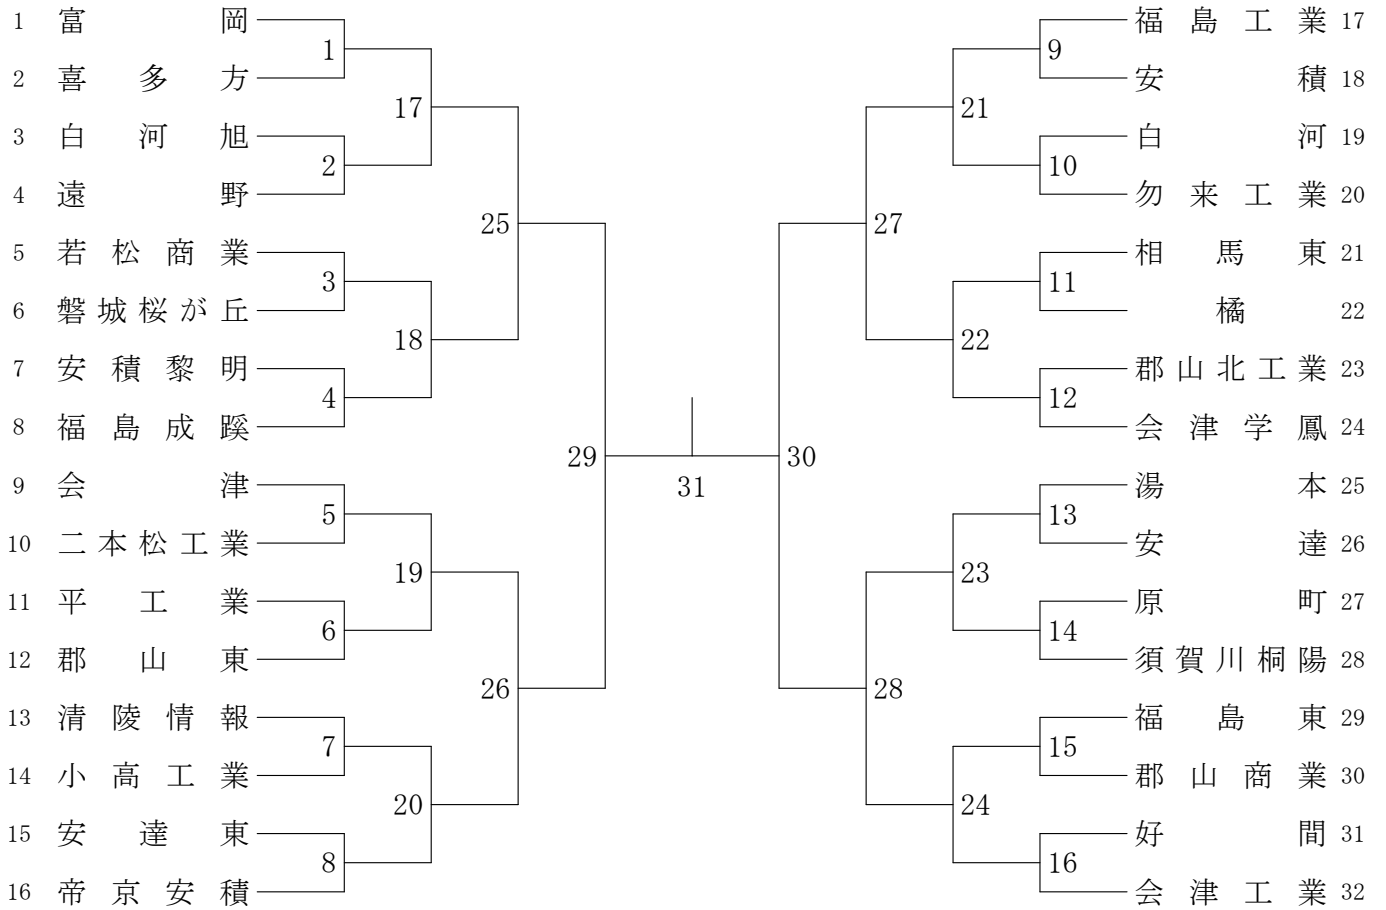 1 富岡
2 喜多方
3 白河旭
4 遠野
5 若松商業
6 磐城桜が丘
7 安積黎明
8 福島成蹊
9 会津
10 二本松工業
11 平工業
12 郡山東
13 清陵情報
14 小高工業
15 安達東
16 帝京安積
1
2
3
4
5
6
7
8
17
18
19
20
25
26
29
31
30
27
28
21
22
23
24
9
10
11
12
13
14
15
16
福島工業 17
安積 18
白河 19
勿来工業 20
相馬東 21
橘 22
郡山北工業 23
会津学鳳 24
湯本 25
安達 26
原町 27
須賀川桐陽 28
福島東 29
郡山商業 30
好間 31
会津工業 32